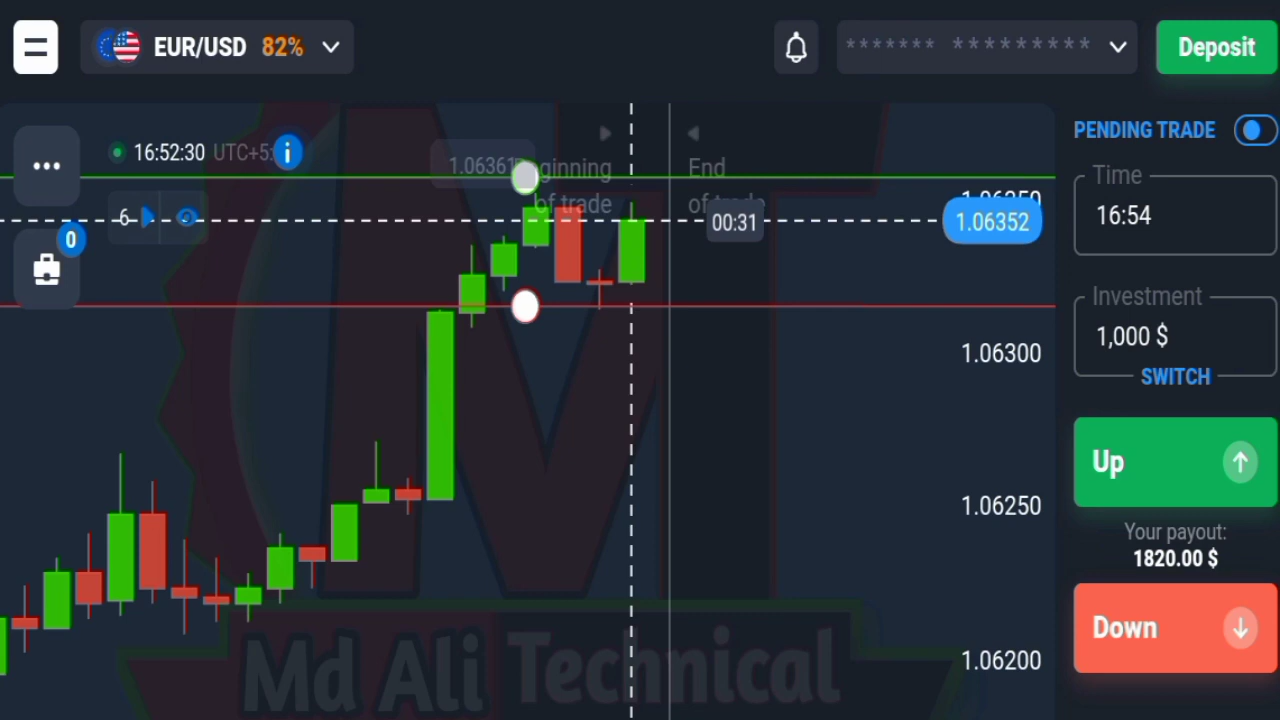 EUR/USD 82%
******* *********
Deposit
16:52:30 UTC+5:
i
1.06361
Beginning
of trade
End
of trade
PENDING TRADE
Time
16:54
6
00:31
1.06350
1.06352
0
Investment
1,000 $
SWITCH
1.06300
Up
1.06250
Your payout:
1820.00 $
Down
1.06200
Md Ali Technical